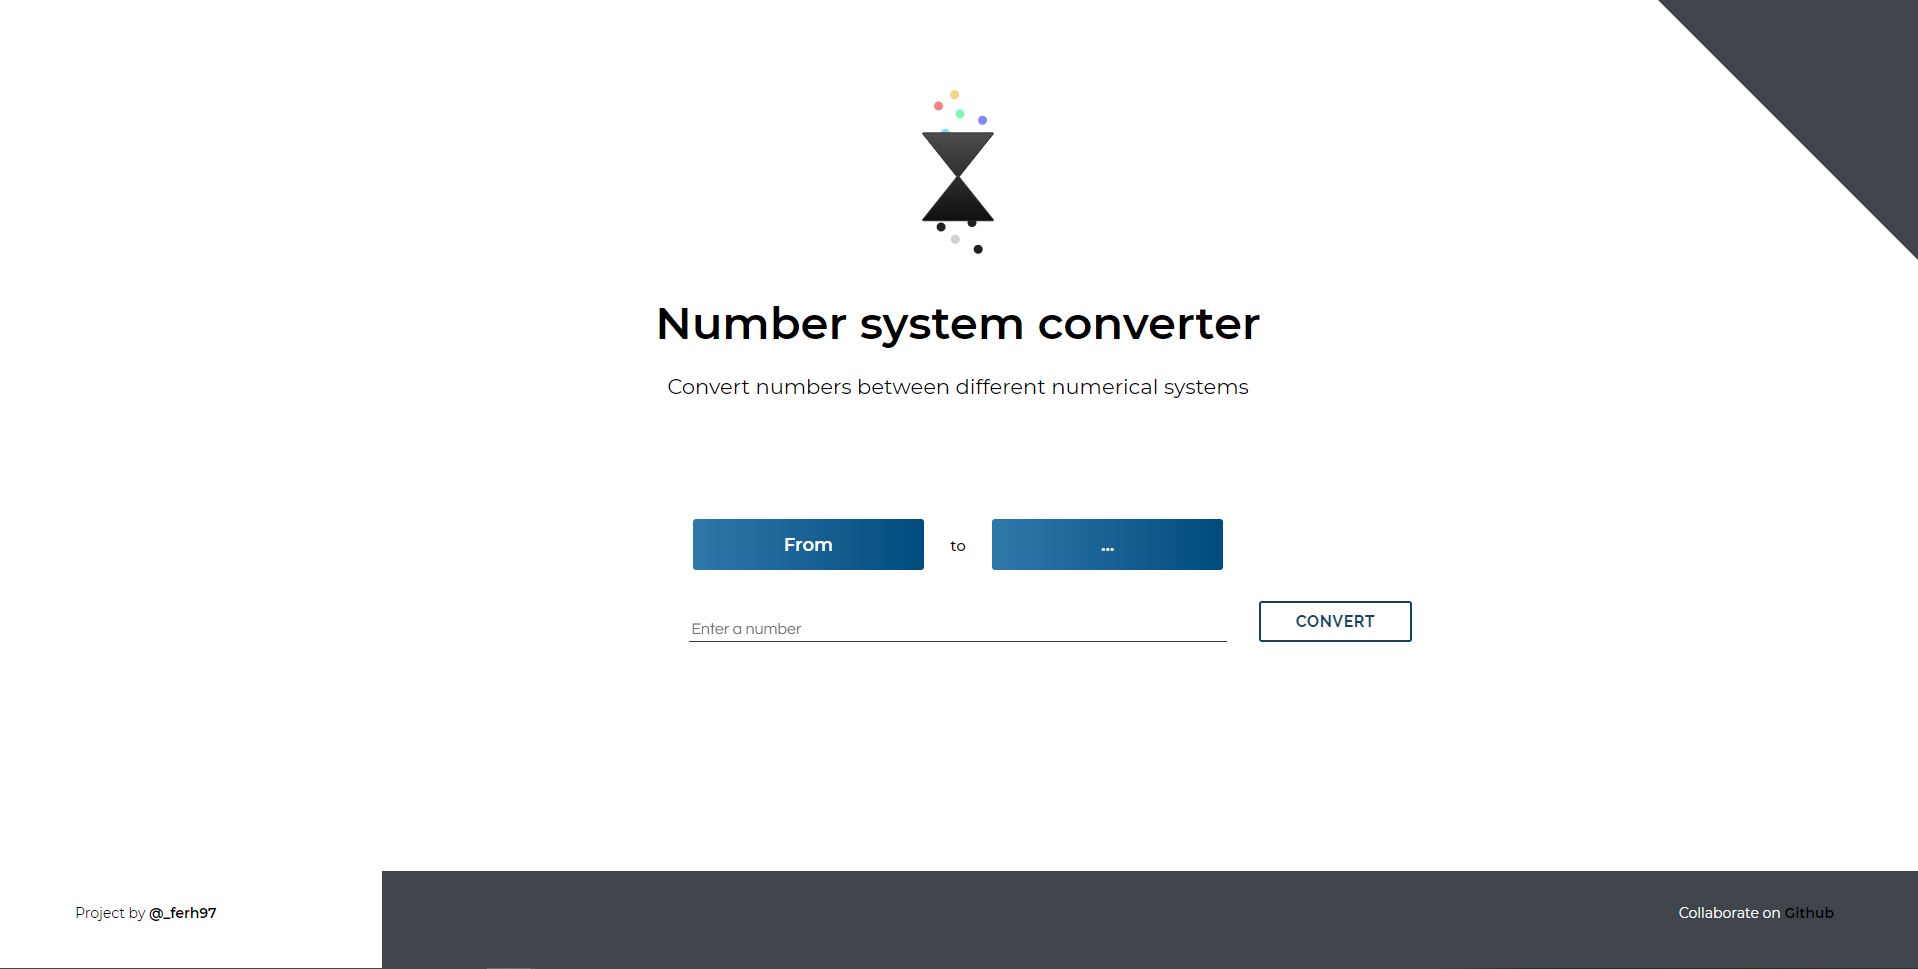 Number system converter
Convert numbers between different numerical systems
From to ...
Enter a number
CONVERT
Project by @_ferh97
Collaborate on Github